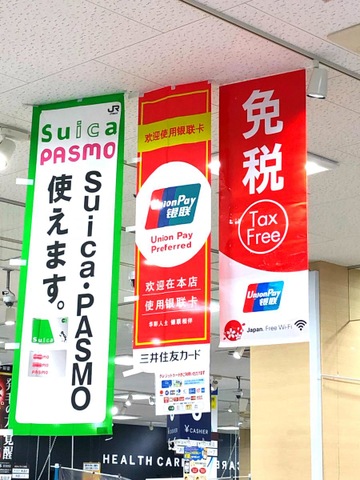 JR
Suica
PASMO
Suica・PASMO
使えます。
Suica
欢迎使用银联卡
UnionPay
银联
Union Pay
Preferred
欢迎在本店
使用银联卡
三井住友カード
免税
Tax
Free
UnionPay
银联
Japan. Free Wi-Fi
¥CASHER
HEALTH CARE